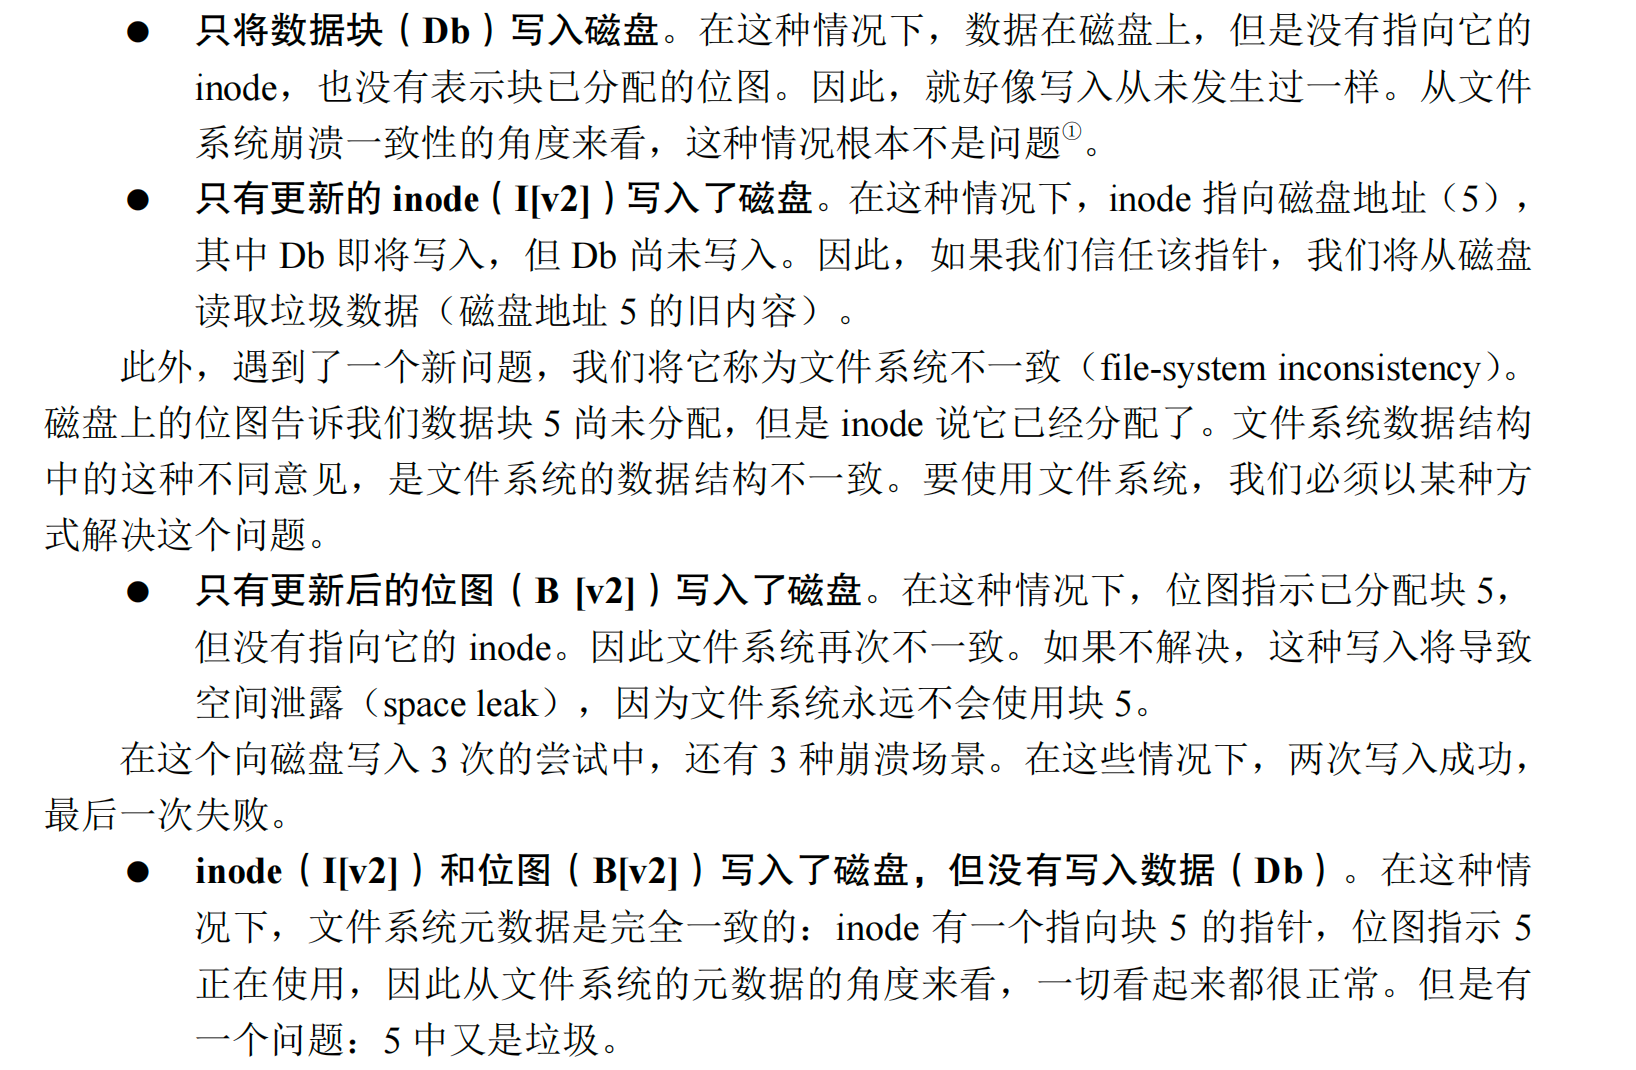 ● 只将数据块（Db）写入磁盘。在这种情况下，数据在磁盘上，但是没有指向它的
inode，也没有表示块已分配的位图。因此，就好像写入从未发生过一样。从文件
系统崩溃一致性的角度来看，这种情况根本不是问题①。
● 只有更新的 inode（I[v2]）写入了磁盘。在这种情况下，inode 指向磁盘地址（5），
其中 Db 即将写入，但 Db 尚未写入。因此，如果我们信任该指针，我们将从磁盘
读取垃圾数据（磁盘地址 5 的旧内容）。
此外，遇到了一个新问题，我们将它称为文件系统不一致（file-system inconsistency）。
磁盘上的位图告诉我们数据块 5 尚未分配，但是 inode 说它已经分配了。文件系统数据结构
中的这种不同意见，是文件系统的数据结构不一致。要使用文件系统，我们必须以某种方
式解决这个问题。
● 只有更新后的位图（B [v2]）写入了磁盘。在这种情况下，位图指示已分配块 5，
但没有指向它的 inode。因此文件系统再次不一致。如果不解决，这种写入将导致
空间泄露（space leak），因为文件系统永远不会使用块 5。
在这个向磁盘写入 3 次的尝试中，还有 3 种崩溃场景。在这些情况下，两次写入成功，
最后一次失败。
● inode（I[v2]）和位图（B[v2]）写入了磁盘，但没有写入数据（Db）。在这种情
况下，文件系统元数据是完全一致的：inode 有一个指向块 5 的指针，位图指示 5
正在使用，因此从文件系统的元数据的角度来看，一切看起来都很正常。但是有
一个问题：5 中又是垃圾。